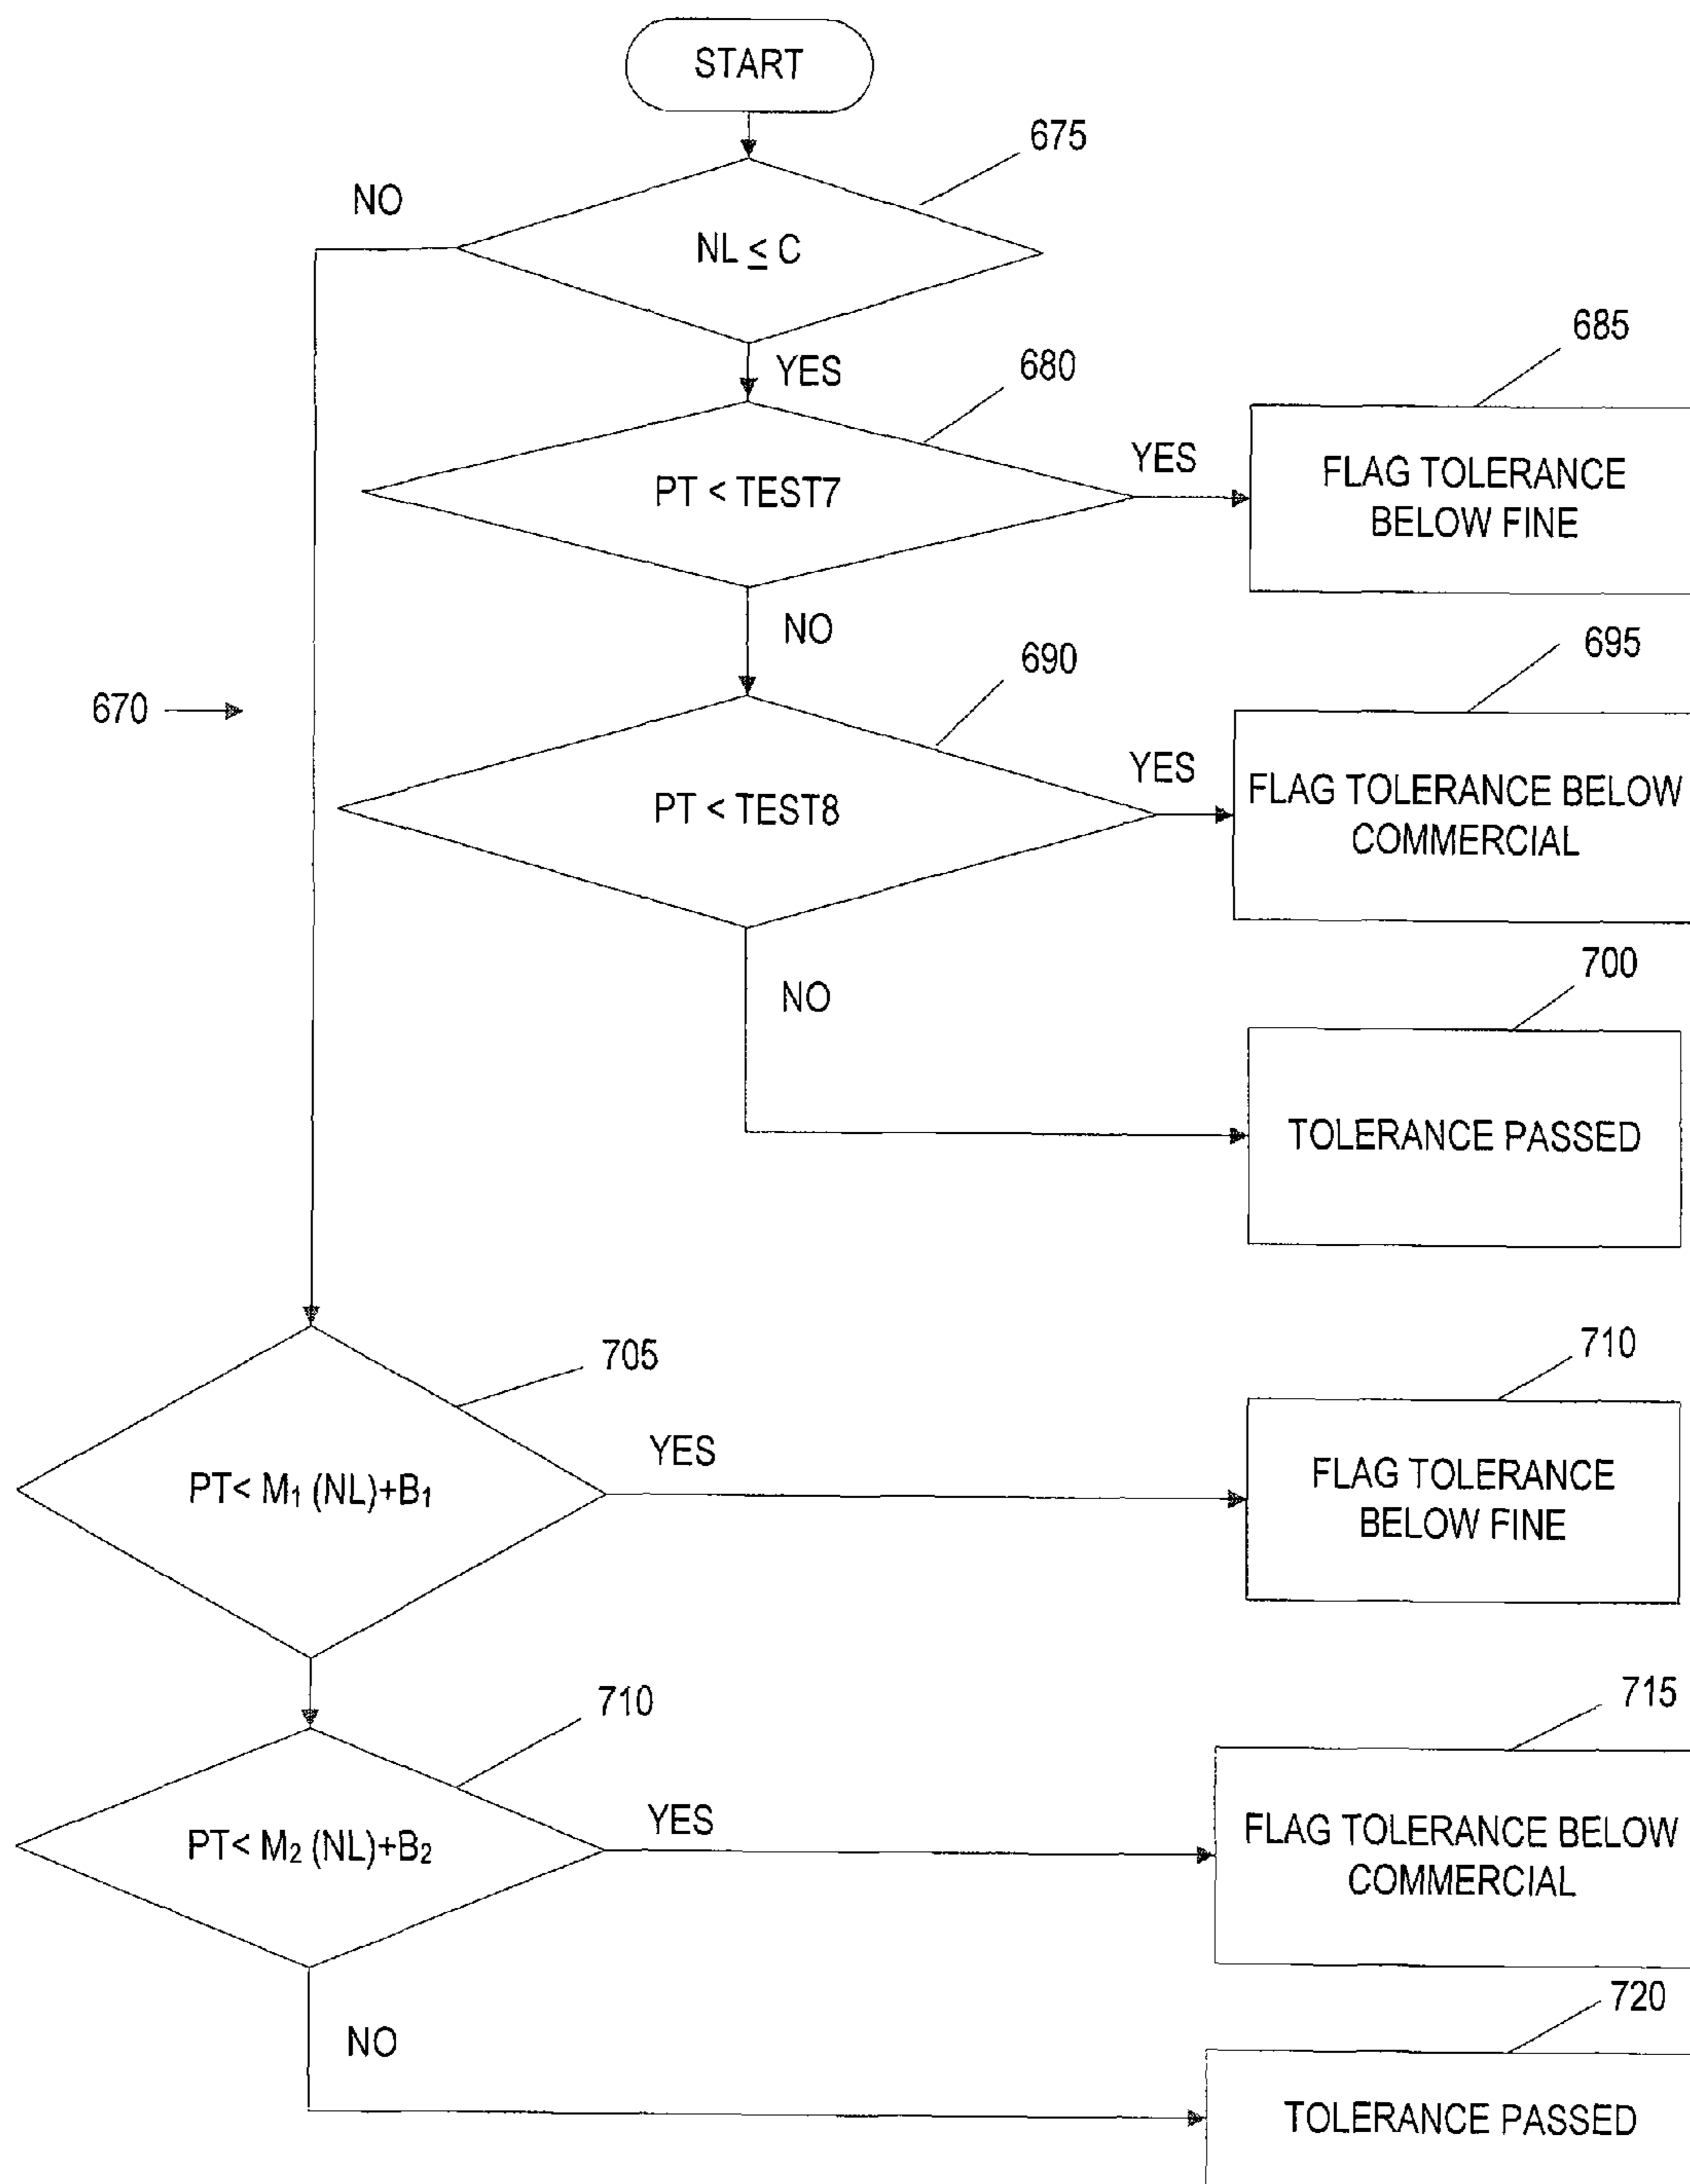 START
675
NO
NL ≤ C
YES
680
685
PT < TEST7
YES
FLAG TOLERANCE
BELOW FINE
NO
690
695
670
PT < TEST8
YES
FLAG TOLERANCE BELOW
COMMERCIAL
NO
700
TOLERANCE PASSED
705
710
PT< M₁ (NL)+B₁
YES
FLAG TOLERANCE
BELOW FINE
710
715
PT< M₂ (NL)+B₂
YES
FLAG TOLERANCE BELOW
COMMERCIAL
NO
720
TOLERANCE PASSED